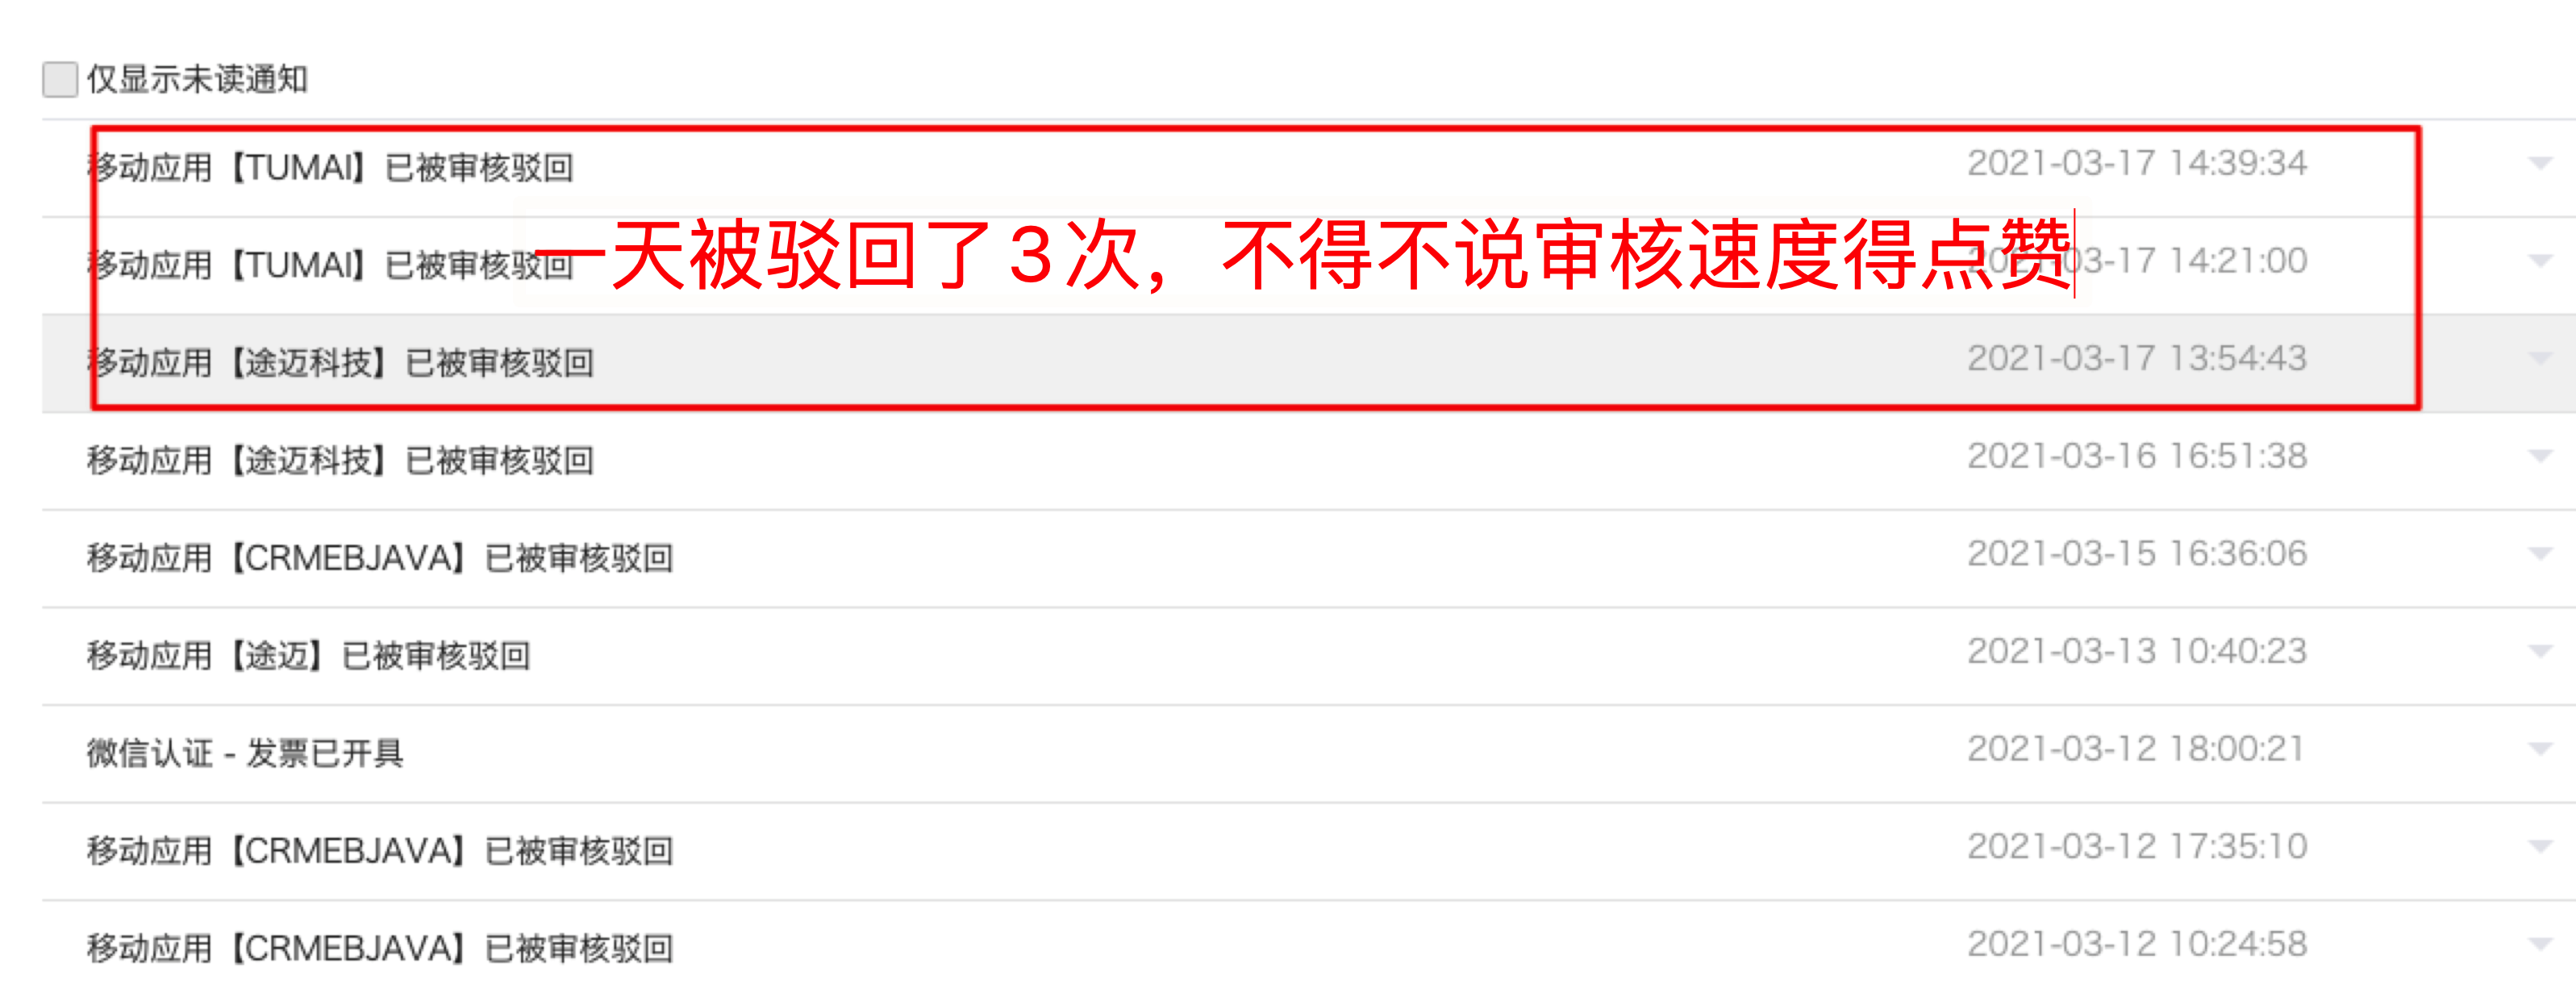 仅显示未读通知
移动应用【TUMAI】已被审核驳回 2021-03-17 14:39:34
一天被驳回了3次，不得不说审核速度得点赞
移动应用【TUMAI】已被审核驳回 2021-03-17 14:21:00
移动应用【途迈科技】已被审核驳回 2021-03-17 13:54:43
移动应用【途迈科技】已被审核驳回 2021-03-16 16:51:38
移动应用【CRMEBJAVA】已被审核驳回 2021-03-15 16:36:06
移动应用【途迈】已被审核驳回 2021-03-13 10:40:23
微信认证 - 发票已开具 2021-03-12 18:00:21
移动应用【CRMEBJAVA】已被审核驳回 2021-03-12 17:35:10
移动应用【CRMEBJAVA】已被审核驳回 2021-03-12 10:24:58